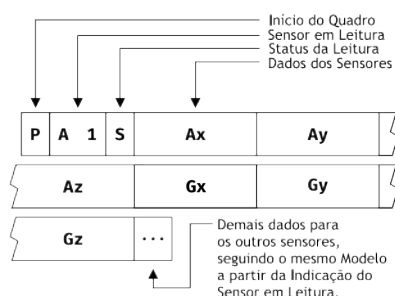 Início do Quadro
Sensor em Leitura
Status da Leitura
Dados dos Sensores
P A 1 S Ax Ay
Az Gx Gy
Gz ...
Demais dados para
os outros sensores,
seguindo o mesmo Modelo
a partir da Indicação do
Sensor em Leitura.